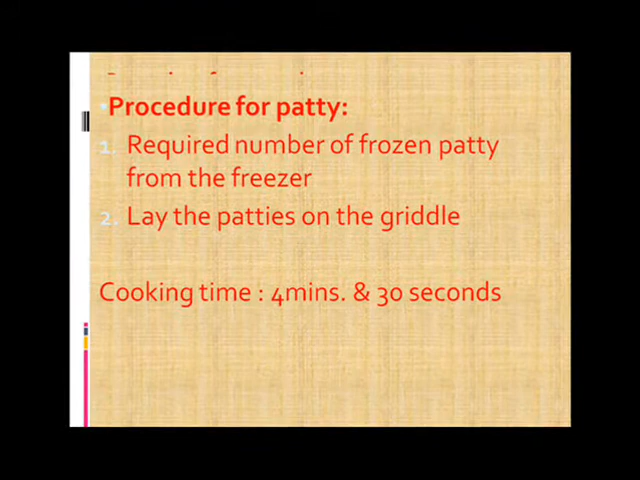 Procedure for patty:
1. Required number of frozen patty
from the freezer
2. Lay the patties on the griddle
Cooking time : 4mins. & 30 seconds